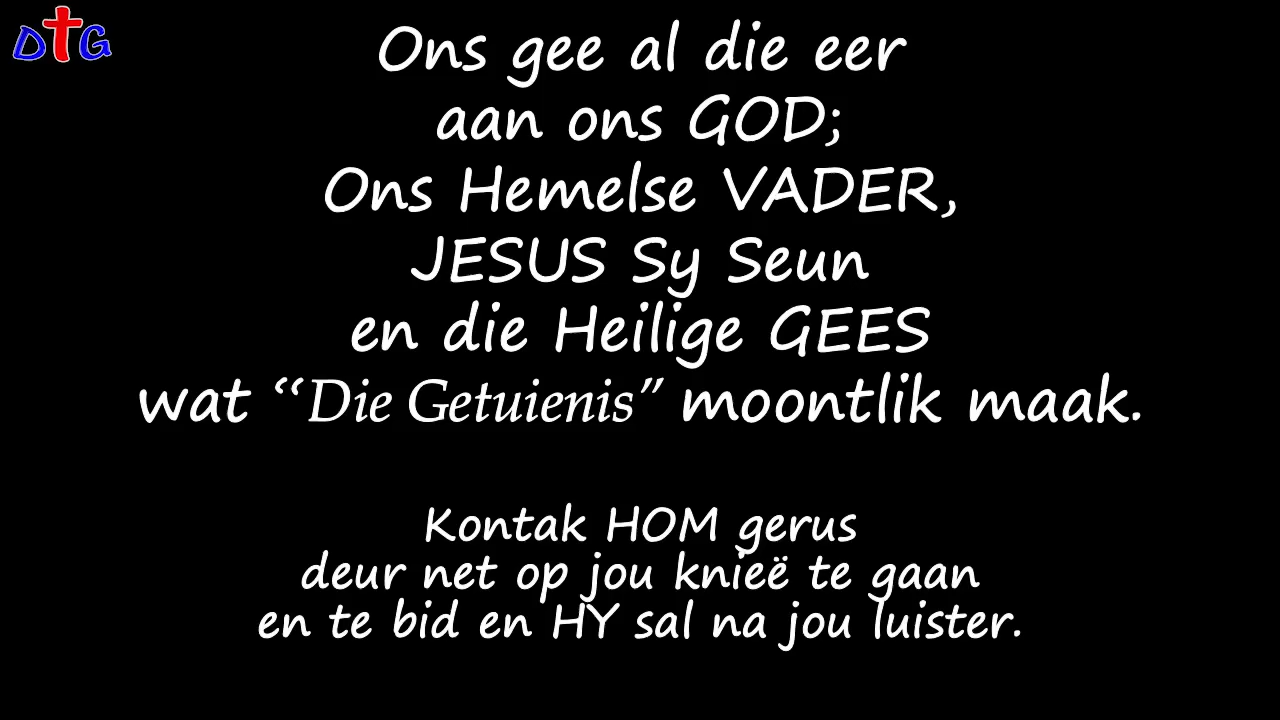 DTG
Ons gee al die eer
aan ons GOD;
Ons Hemelse VADER,
JESUS Sy Seun
en die Heilige GEES
wat “Die Getuienis” moontlik maak.
Kontak HOM gerus
deur net op jou knieë te gaan
en te bid en HY sal na jou luister.